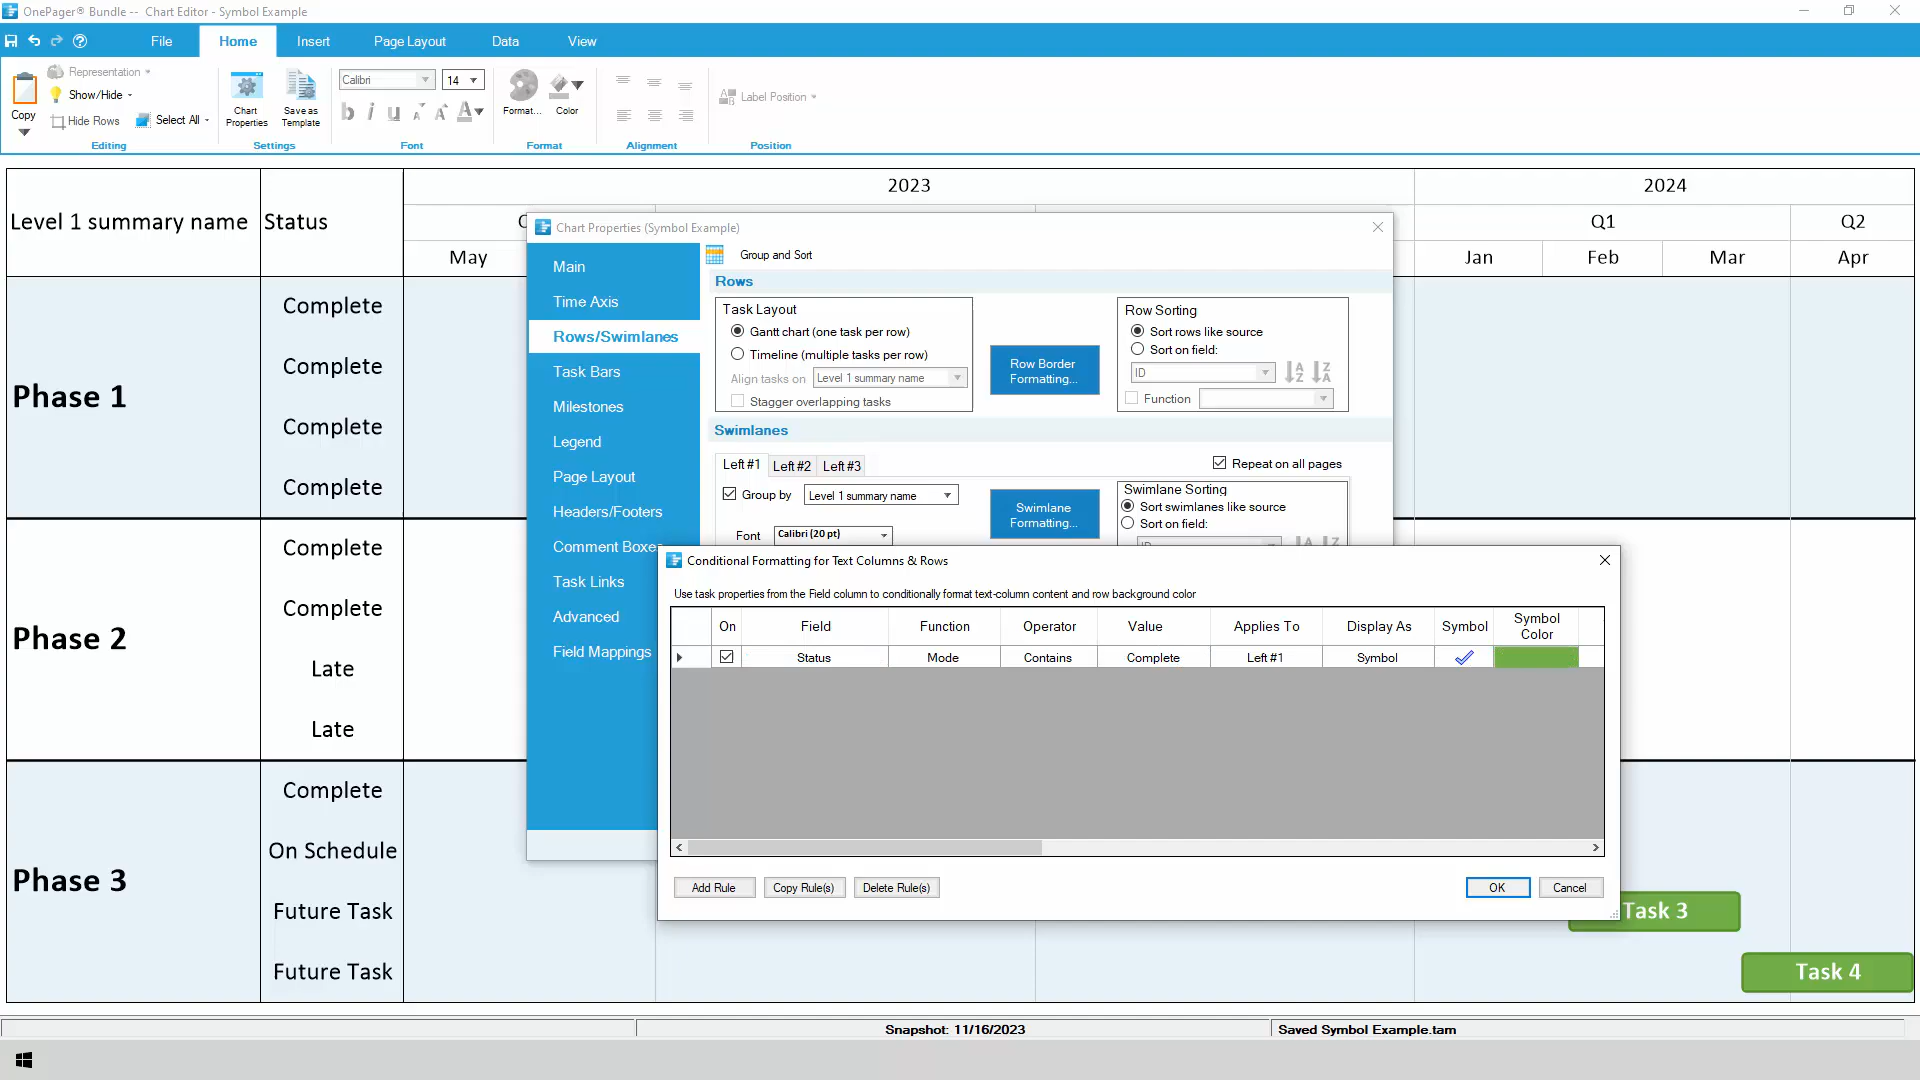 OnePager® Bundle -- Chart Editor - Symbol Example
File
Home
Insert
Page Layout
Data
View
Copy
Representation
Show/Hide
Hide Rows
Select All
Editing
Chart
Properties
Save as
Template
Settings
Calibri
14
b i u A A A
Font
Format...
Color
Format
Alignment
Label Position
Position
Level 1 summary name
Status
2023
2024
Q1
Q2
May
Jan
Feb
Mar
Apr
Phase 1
Complete
Complete
Complete
Complete
Phase 2
Complete
Complete
Late
Late
Phase 3
Complete
On Schedule
Future Task
Future Task
Task 3
Task 4
Chart Properties (Symbol Example)
Main
Time Axis
Rows/Swimlanes
Task Bars
Milestones
Legend
Page Layout
Headers/Footers
Comment Boxes
Task Links
Advanced
Field Mappings
Group and Sort
Rows
Task Layout
Gantt chart (one task per row)
Timeline (multiple tasks per row)
Align tasks on
Level 1 summary name
Stagger overlapping tasks
Row Border
Formatting...
Row Sorting
Sort rows like source
Sort on field:
ID
A
Z
Z
A
Function
Swimlanes
Left #1
Left #2
Left #3
Repeat on all pages
Group by
Level 1 summary name
Font
Calibri (20 pt)
Swimlane
Formatting...
Swimlane Sorting
Sort swimlanes like source
Sort on field:
Conditional Formatting for Text Columns & Rows
Use task properties from the Field column to conditionally format text-column content and row background color
On
Field
Function
Operator
Value
Applies To
Display As
Symbol
Symbol
Color
Status
Mode
Contains
Complete
Left #1
Symbol
Add Rule
Copy Rule(s)
Delete Rule(s)
OK
Cancel
Snapshot: 11/16/2023
Saved Symbol Example.tam